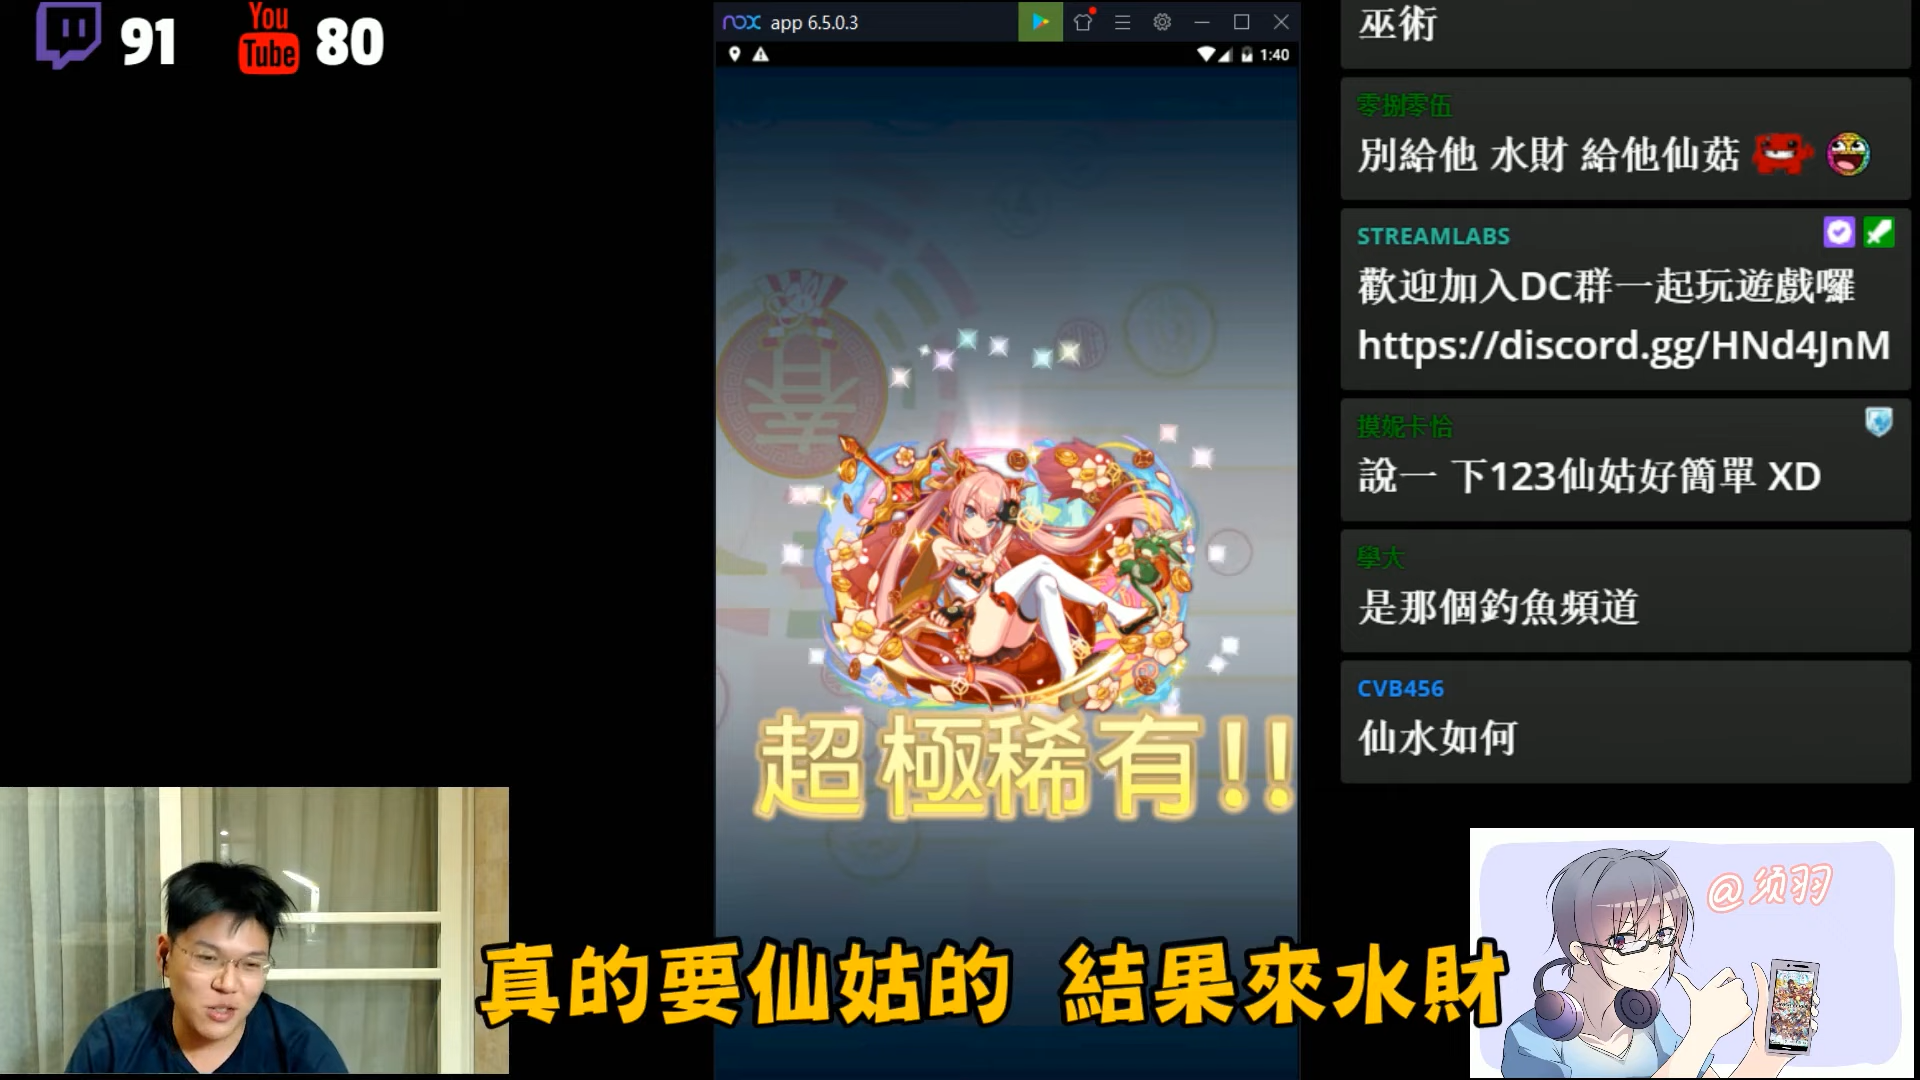 91
You
Tube
80
nox app 6.5.0.3
1:40
春
超極稀有!!
巫術
零捌零伍
別給他 水財 給他仙菇
STREAMLABS
歡迎加入DC群一起玩遊戲囉
https://discord.gg/HNd4JnM
摸妮卡恰
說一 下123仙姑好簡單 XD
學大
是那個釣魚頻道
CVB456
仙水如何
真的要仙姑的 結果來水財
@须羽